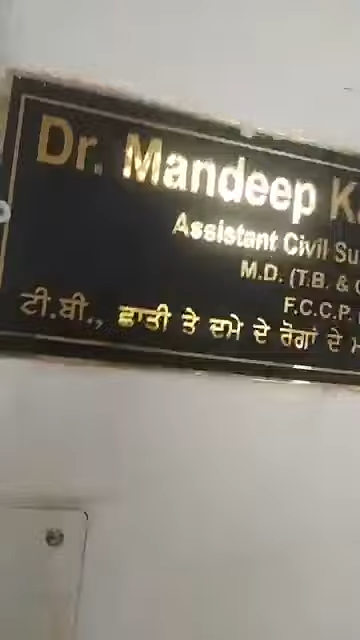 Dr. Mandeep K
Assistant Civil Su
M.D. (T.B. &
F.C.C.P.
ਟੀ.ਬੀ., ਛਾਤੀ ਤੇ ਦਮੇ ਦੇ ਰੋਗਾਂ ਦੇ ਮ